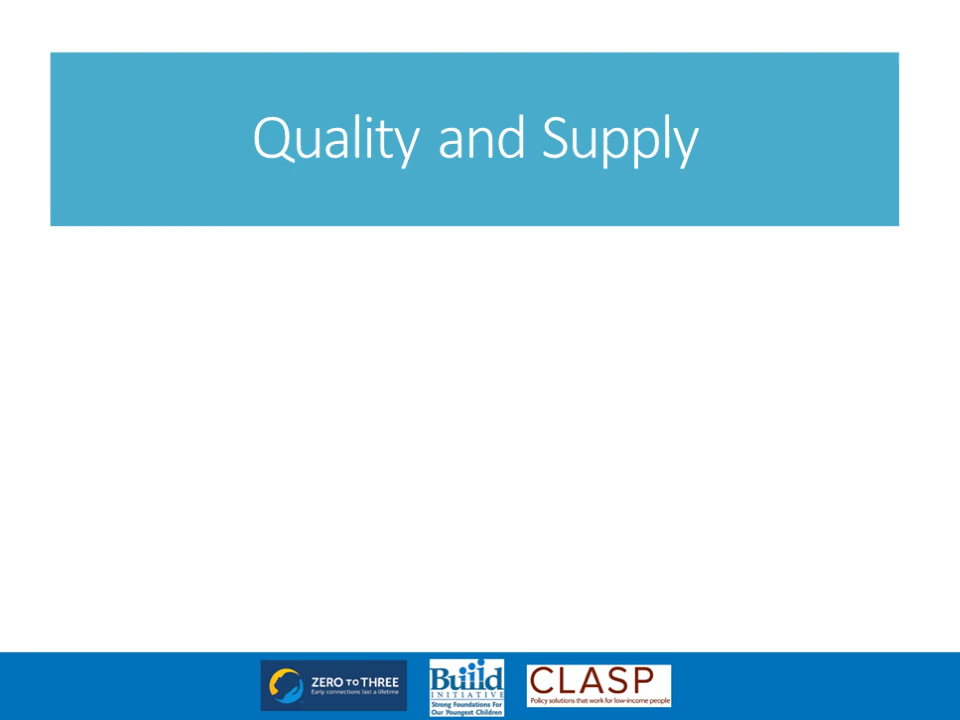 Quality and Supply
ZERO TO THREE
Early connections last a lifetime
Build
INITIATIVE
Strong Foundations For
Our Youngest Children
CLASP
Policy solutions that work for low-income people